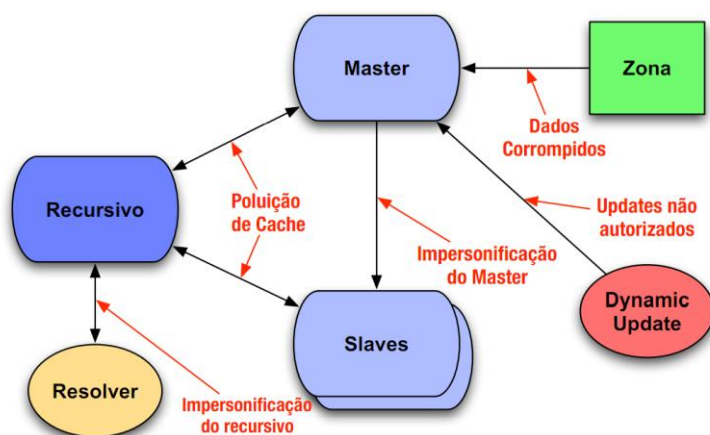 Master
Zona
Dados
Corrompidos
Recursivo
Poluição
de Cache
Updates não
autorizados
Impersonificação
do Master
Dynamic
Update
Slaves
Resolver
Impersonificação
do recursivo